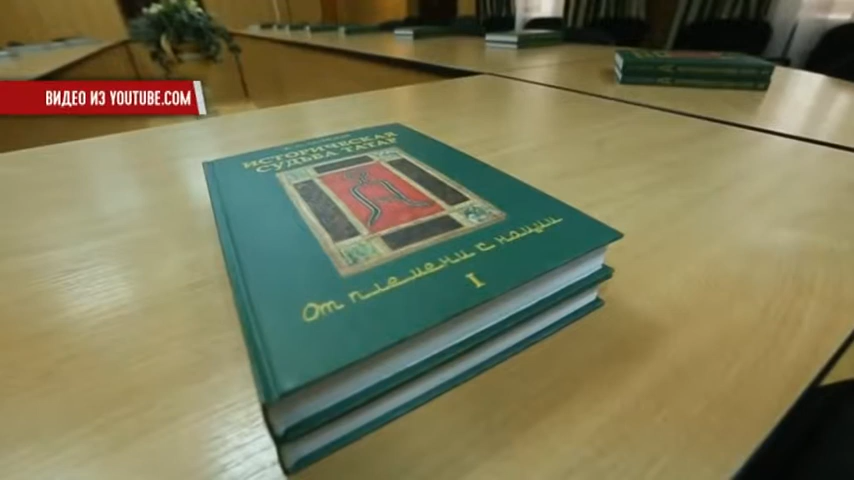 ВИДЕО ИЗ YOUTUBE.COM
ИСТОРИЧЕСКАЯ
СУДЬБА ТАТАР
От племени к нации
I